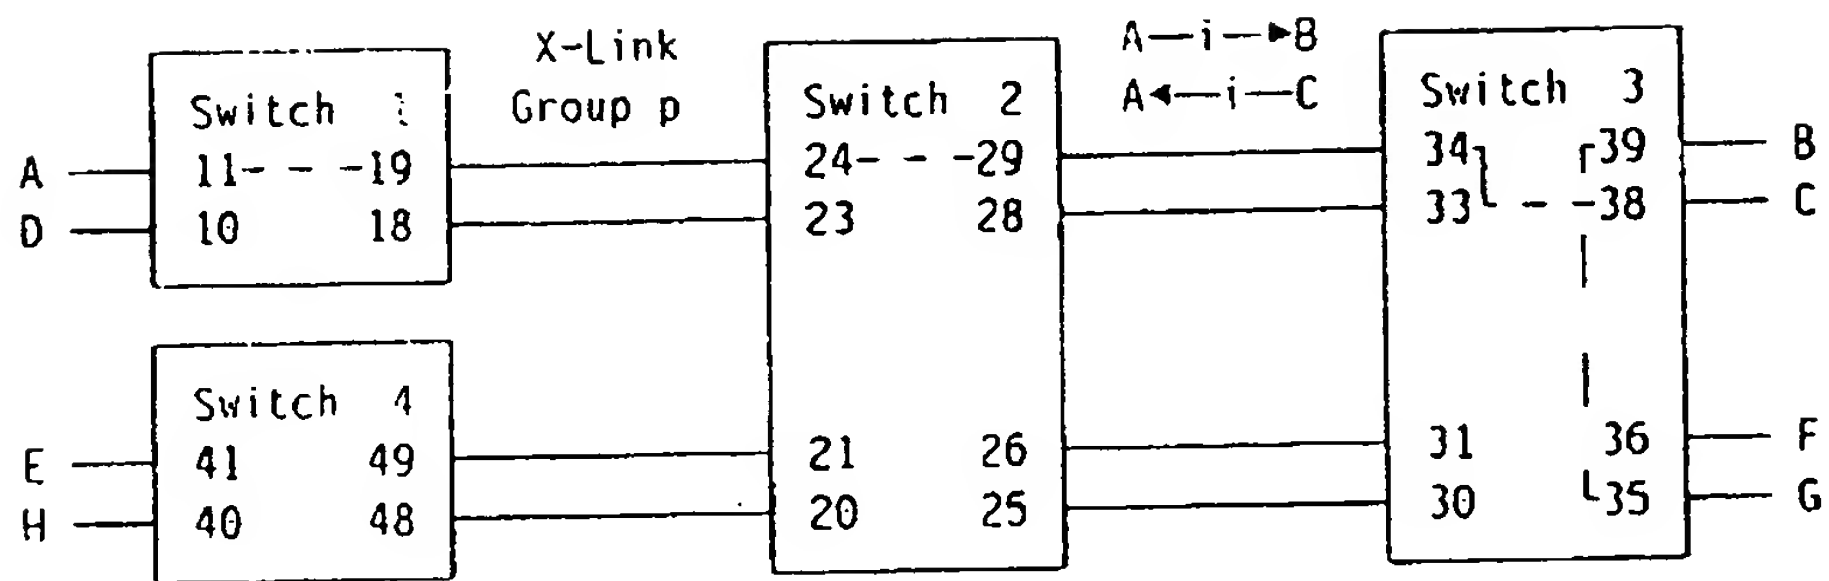 X-Link
Group p
A—i—►B
A◄—i—C
Switch 1
11- - -19
10 18
A
D
Switch 2
24- - -29
23 28
21 26
20 25
Switch 3
34 39
33 - -38
31 36
30 35
B
C
F
G
Switch 4
41 49
40 48
E
H